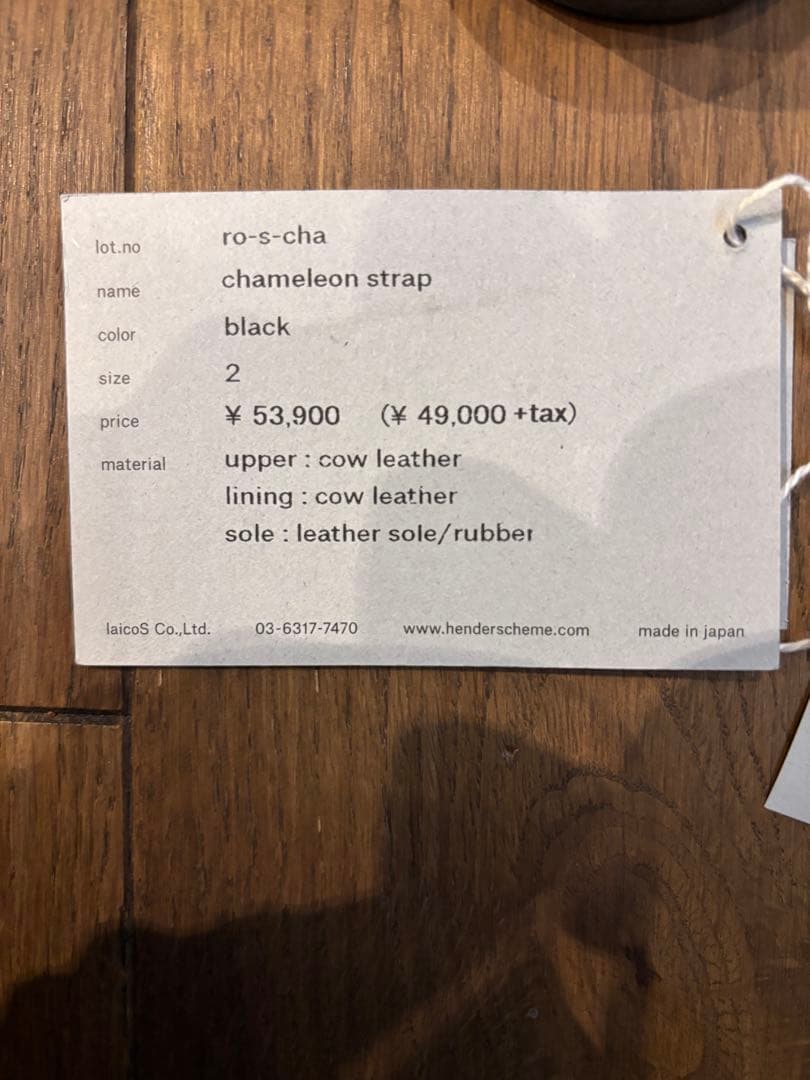 lot.no ro-s-cha
name chameleon strap
color black
size 2
price ¥ 53,900 (¥ 49,000 +tax)
material upper : cow leather
lining : cow leather
sole : leather sole/rubber
laicoS Co.,Ltd. 03-6317-7470 www.henderscheme.com made in japan